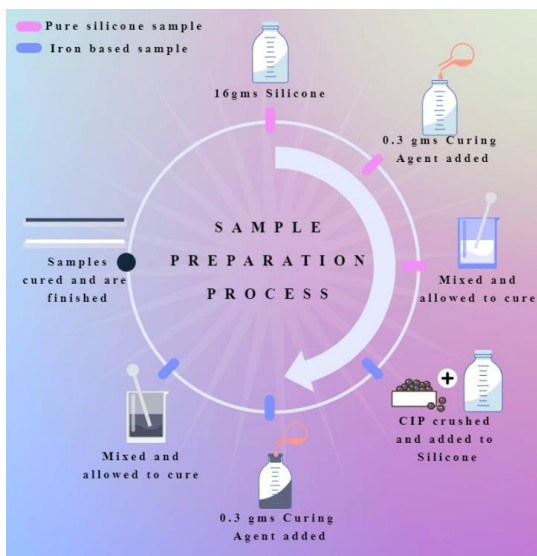 Pure silicone sample
Iron based sample
16gms Silicone
0.3 gms Curing
Agent added
Mixed and
allowed to cure
CIP crushed
and added to
Silicone
0.3 gms Curing
Agent added
Mixed and
allowed to cure
Samples
cured and are
finished
SAMPLE
PREPARATION
PROCESS